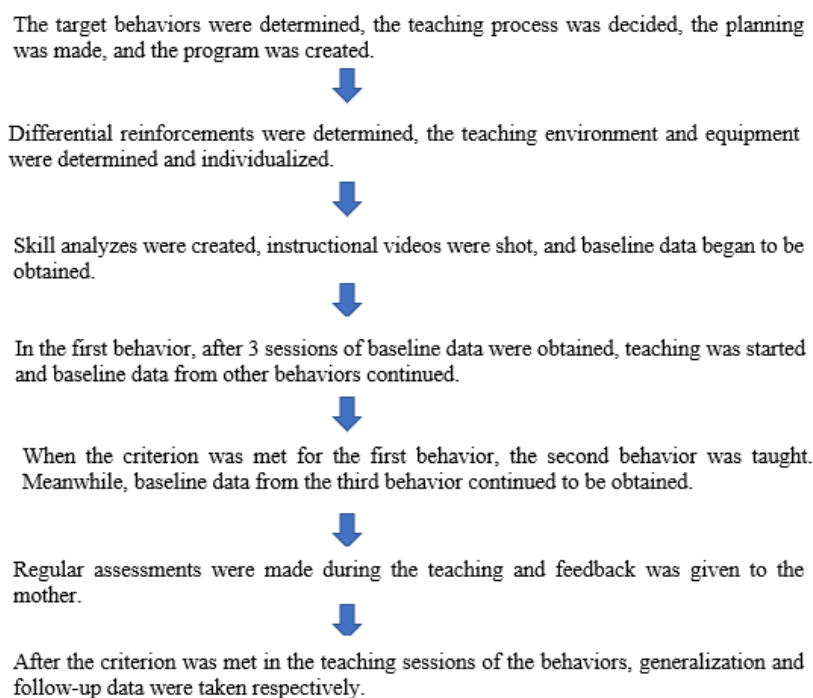 The target behaviors were determined, the teaching process was decided, the planning
was made, and the program was created.
Differential reinforcements were determined, the teaching environment and equipment
were determined and individualized.
Skill analyzes were created, instructional videos were shot, and baseline data began to be
obtained.
In the first behavior, after 3 sessions of baseline data were obtained, teaching was started
and baseline data from other behaviors continued.
When the criterion was met for the first behavior, the second behavior was taught.
Meanwhile, baseline data from the third behavior continued to be obtained.
Regular assessments were made during the teaching and feedback was given to the
mother.
After the criterion was met in the teaching sessions of the behaviors, generalization and
follow-up data were taken respectively.